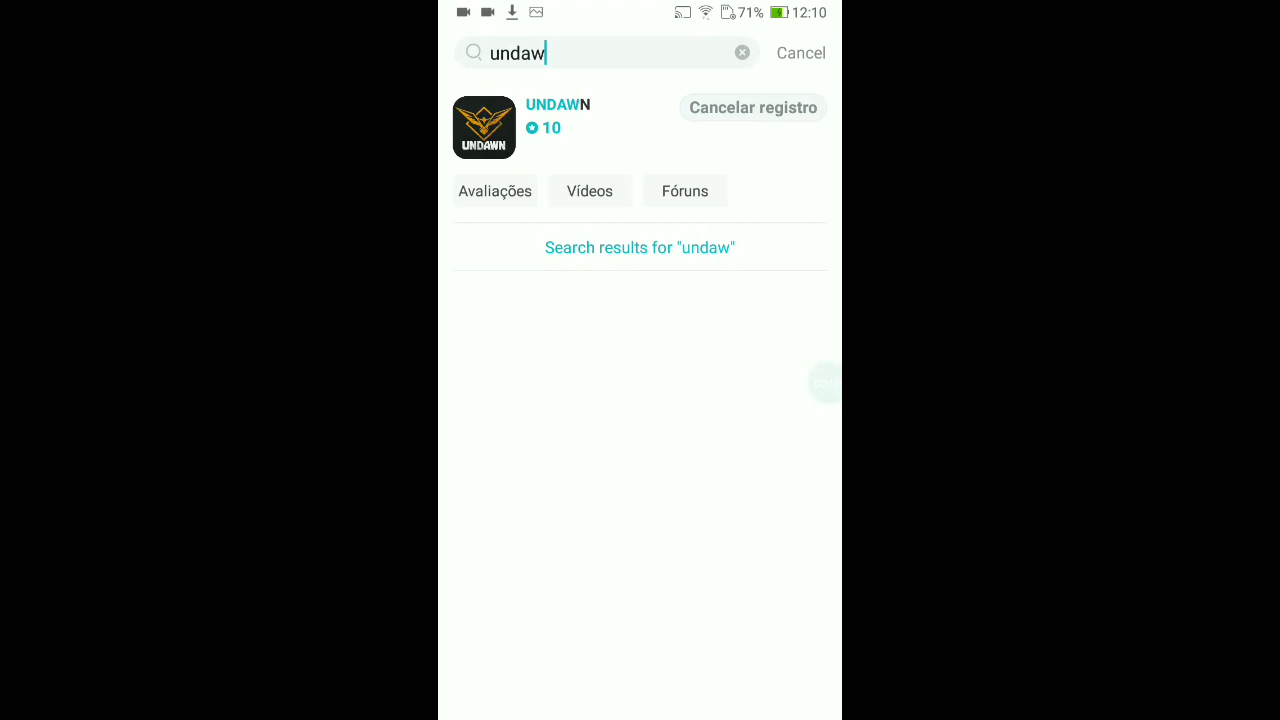 71% 12:10
undaw Cancel
UNDAWN Cancelar registro
10
UNDAWN
Avaliações Vídeos Fóruns
Search results for "undaw"